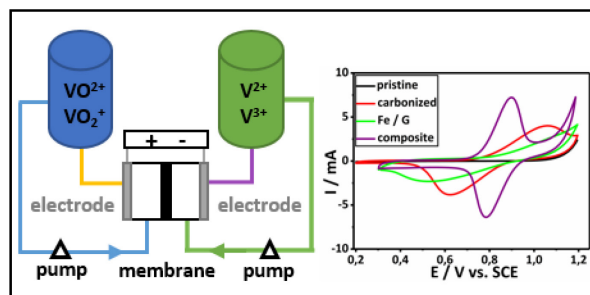 VO²⁺
VO₂⁺
V²⁺
V³⁺
+ -
electrode
electrode
pump
membrane
pump
pristine
carbonized
Fe / G
composite
I / mA
10
5
0
-5
-10
0,2 0,4 0,6 0,8 1,0 1,2
E / V vs. SCE